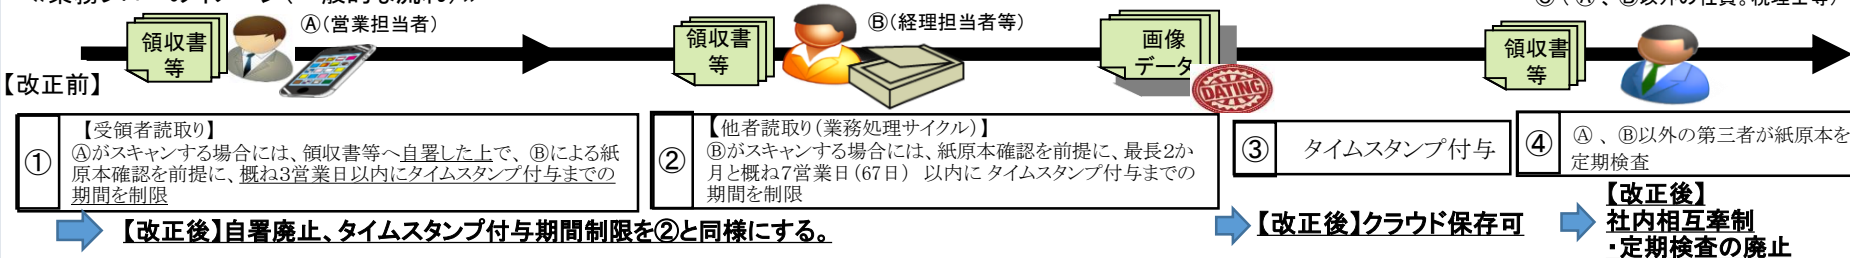 Ⓐ(営業担当者)
Ⓑ(経理担当者等)
領収書
等
領収書
等
画像
データ
DATING
領収書
等
【改正前】
①
【受領者読取り】
Ⓐがスキャンする場合には、領収書等へ自署した上で、Ⓑによる紙
原本確認を前提に、概ね3営業日以内にタイムスタンプ付与までの
期間を制限
②
【他者読取り(業務処理サイクル)】
Ⓑがスキャンする場合には、紙原本確認を前提に、最長2か
月と概ね7営業日(67日) 以内に タイムスタンプ付与までの
期間を制限
③
タイムスタンプ付与
④
Ⓐ 、Ⓑ以外の第三者が紙原本を
定期検査
【改正後】自署廃止、タイムスタンプ付与期間制限を②と同様にする。
【改正後】クラウド保存可
【改正後】
社内相互牽制
・定期検査の廃止